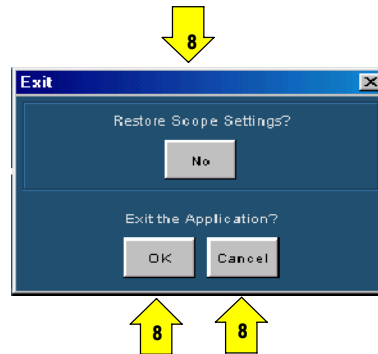 8
Exit
Restore Scope Settings?
No
Exit the Application?
OK Cancel
8 8